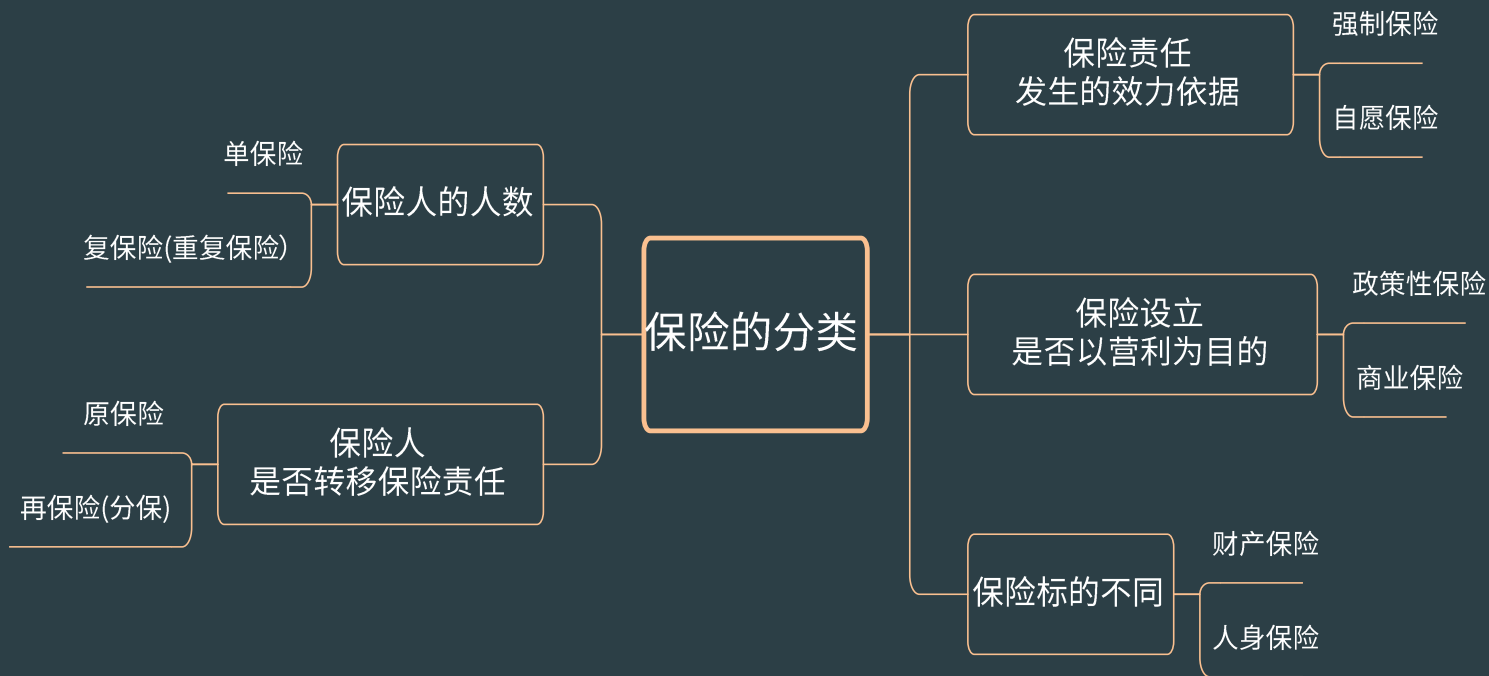 保险的分类
保险责任
发生的效力依据
强制保险
自愿保险
保险设立
是否以营利为目的
政策性保险
商业保险
保险标的不同
财产保险
人身保险
保险人的人数
单保险
复保险(重复保险）
保险人
是否转移保险责任
原保险
再保险(分保)